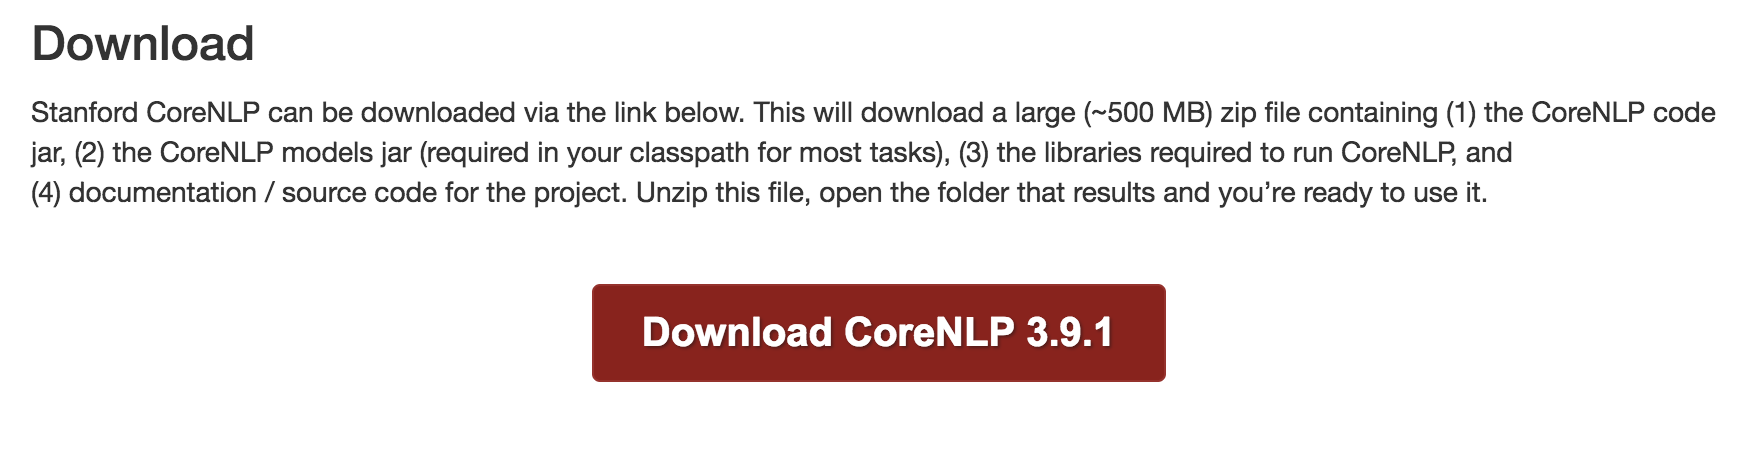 Download
Stanford CoreNLP can be downloaded via the link below. This will download a large (~500 MB) zip file containing (1) the CoreNLP code
jar, (2) the CoreNLP models jar (required in your classpath for most tasks), (3) the libraries required to run CoreNLP, and
(4) documentation / source code for the project. Unzip this file, open the folder that results and you’re ready to use it.
Download CoreNLP 3.9.1